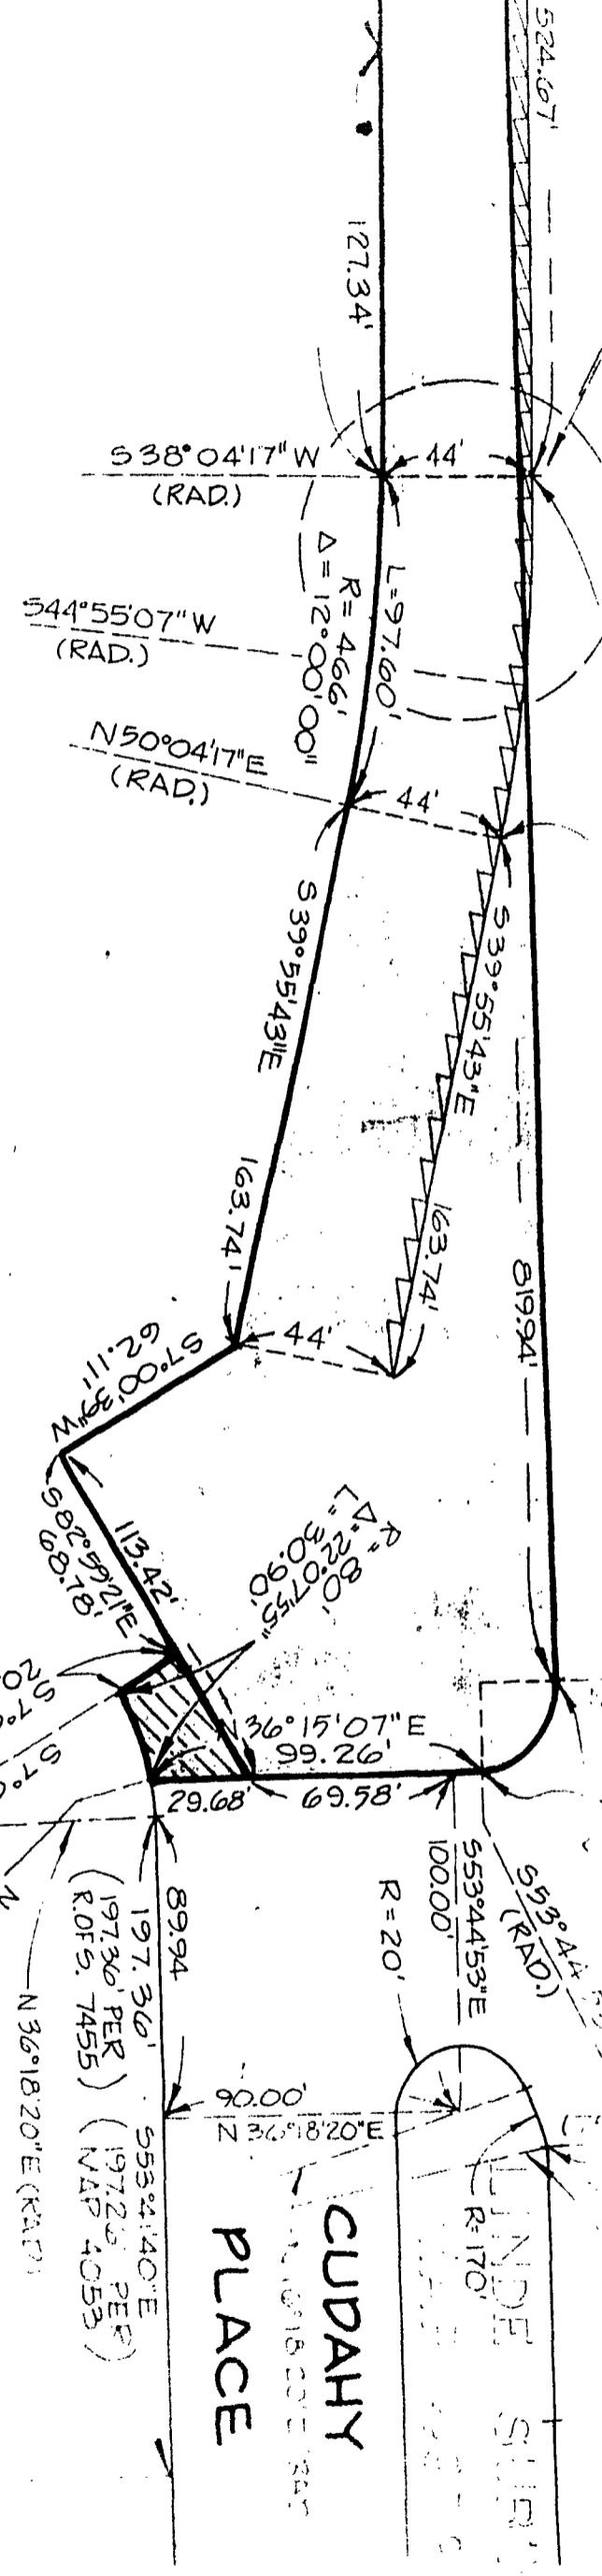 524.67'
127.34'
S38°04'17"W
(RAD.)
44'
L=97.60'
R=466'
Δ=12°00'00"
S44°55'07"W
(RAD.)
N50°04'17"E
(RAD.)
44'
S39°55'43"E
S39°55'43"E
163.74'
163.74'
819.94'
44'
S7°00'39"W
62.11'
113.42'
S82°59'21"E
68.78'
R=80'
Δ=22°07'55"
L=30.90'
36°15'07"E
99.26'
29.68'
69.58'
S53°44'53"E
100.00'
S53°44
(RAD.)
R=20'
89.94
197.36'
(197.36' PER
R.OF S. 7455)
S53°41'40"E
(197.26' PER
MAP 4053)
N36°18'20"E (RAD)
90.00'
N36°18'20"E
R=170'
CUDAHY
PLACE